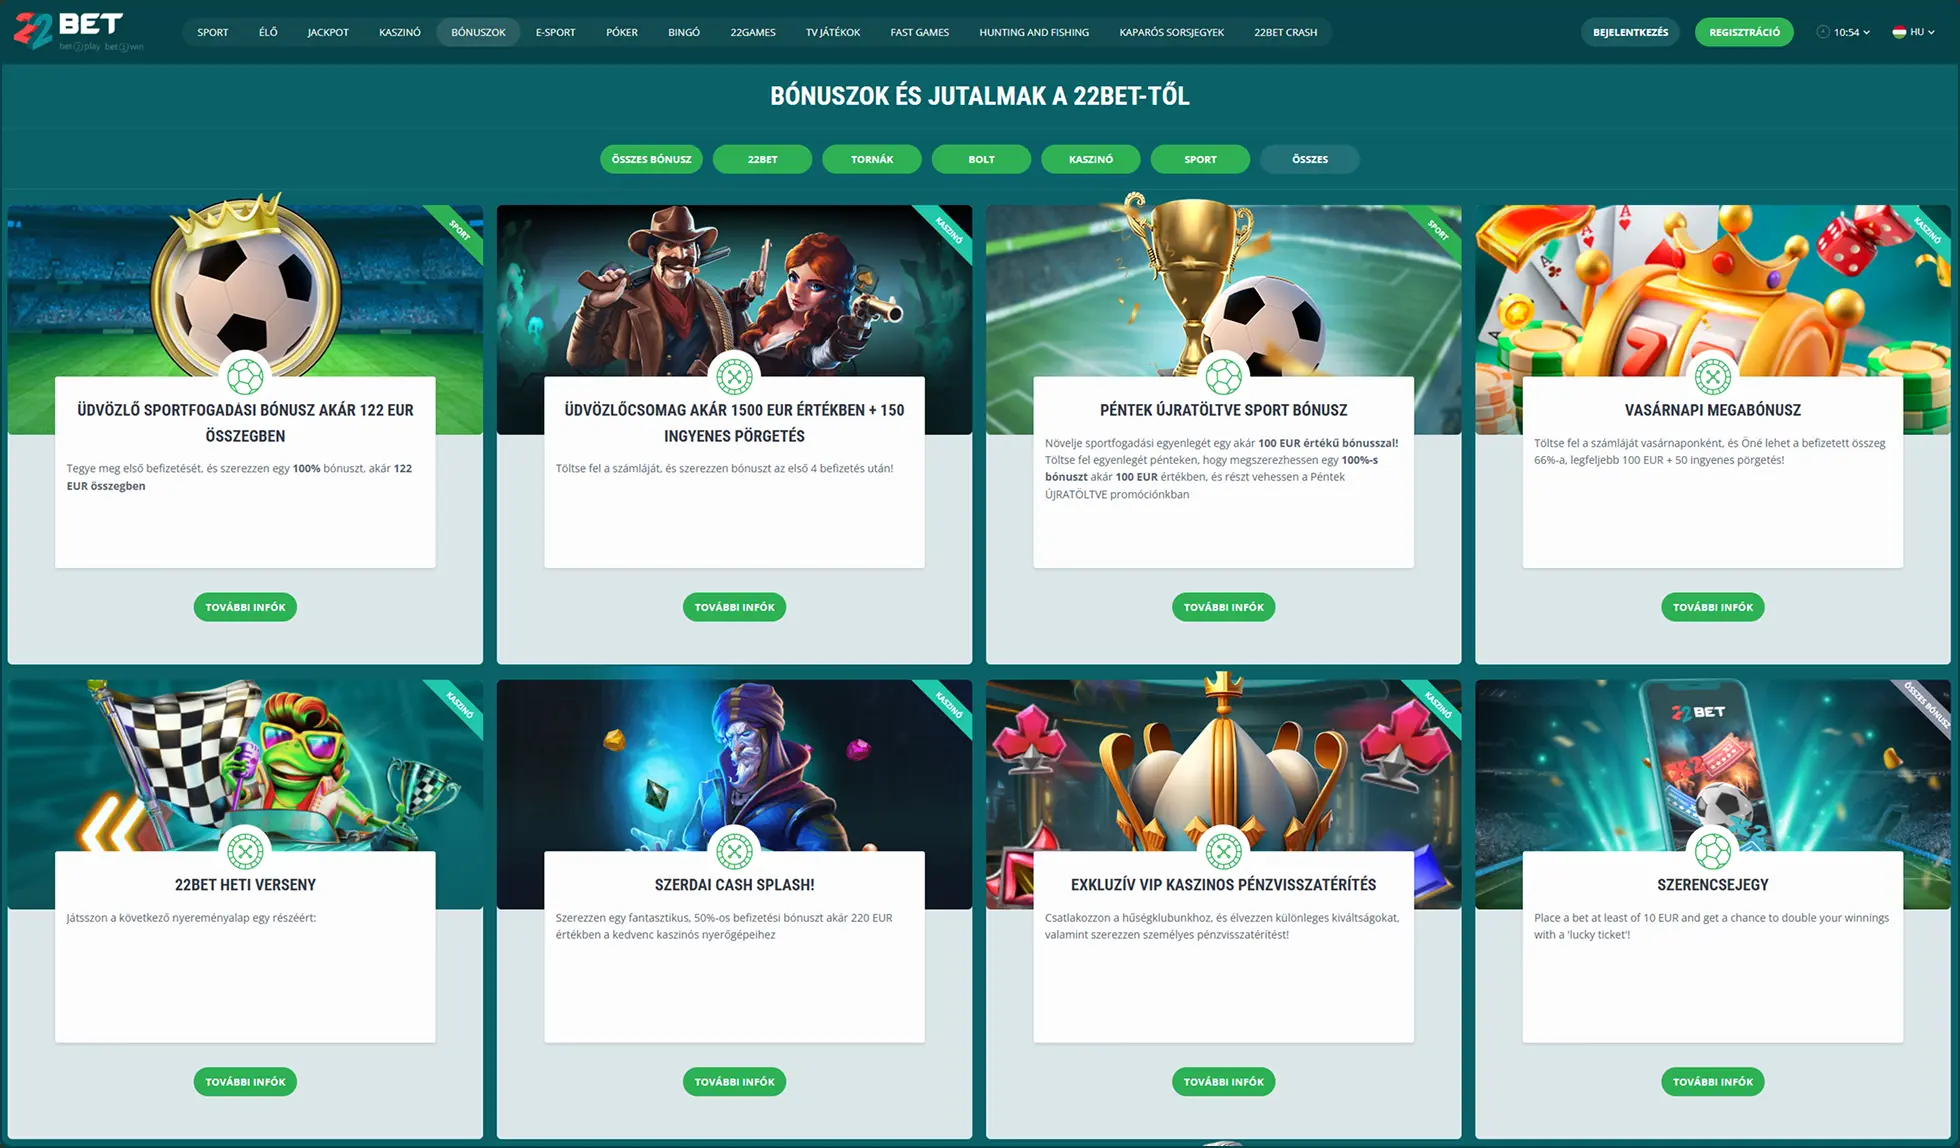 22 BET
bet 2 play bet 2 win
SPORT
ÉLŐ
JACKPOT
KASZINÓ
BÓNUSZOK
E-SPORT
PÓKER
BINGÓ
22GAMES
TV JÁTÉKOK
FAST GAMES
HUNTING AND FISHING
KAPARÓS SORSJEGYEK
22BET CRASH
BEJELENTKEZÉS
REGISZTRÁCIÓ
10:54
HU
BÓNUSZOK ÉS JUTALMAK A 22BET-TŐL
ÖSSZES BÓNUSZ
22BET
TORNÁK
BOLT
KASZINÓ
SPORT
ÖSSZES
SPORT
ÜDVÖZLŐ SPORTFOGADÁSI BÓNUSZ AKÁR 122 EUR
ÖSSZEGBEN
Tegye meg első befizetését, és szerezzen egy 100% bónuszt, akár 122
EUR összegben
TOVÁBBI INFÓK
KASZINÓ
ÜDVÖZLŐCSOMAG AKÁR 1500 EUR ÉRTÉKBEN + 150
INGYENES PÖRGETÉS
Töltse fel a számláját, és szerezzen bónuszt az első 4 befizetés után!
TOVÁBBI INFÓK
SPORT
PÉNTEK ÚJRATÖLTVE SPORT BÓNUSZ
Növelje sportfogadási egyenlegét egy akár 100 EUR értékű bónusszal!
Töltse fel egyenlegét pénteken, hogy megszerezhessen egy 100%-s
bónuszt akár 100 EUR értékben, és részt vehessen a Péntek
ÚJRATÖLTVE promóciónkban
TOVÁBBI INFÓK
KASZINÓ
A
A
A
7
VASÁRNAPI MEGABÓNUSZ
Töltse fel a számláját vasárnaponként, és Öné lehet a befizetett összeg
66%-a, legfeljebb 100 EUR + 50 ingyenes pörgetés!
TOVÁBBI INFÓK
KASZINÓ
22BET HETI VERSENY
Játsszon a következő nyereményalap egy részéért:
TOVÁBBI INFÓK
KASZINÓ
SZERDAI CASH SPLASH!
Szerezzen egy fantasztikus, 50%-os befizetési bónuszt akár 220 EUR
értékben a kedvenc kaszinós nyerőgépeihez
TOVÁBBI INFÓK
KASZINÓ
EXKLUZÍV VIP KASZINOS PÉNZVISSZATÉRÍTÉS
Csatlakozzon a hűségklubunkhoz, és élvezzen különleges kiváltságokat,
valamint szerezzen személyes pénzvisszatérítést!
TOVÁBBI INFÓK
ÖSSZES BÓNUSZ
22 BET
x2
x2
SZERENCSEJEGY
Place a bet at least of 10 EUR and get a chance to double your winnings
with a 'lucky ticket'!
TOVÁBBI INFÓK